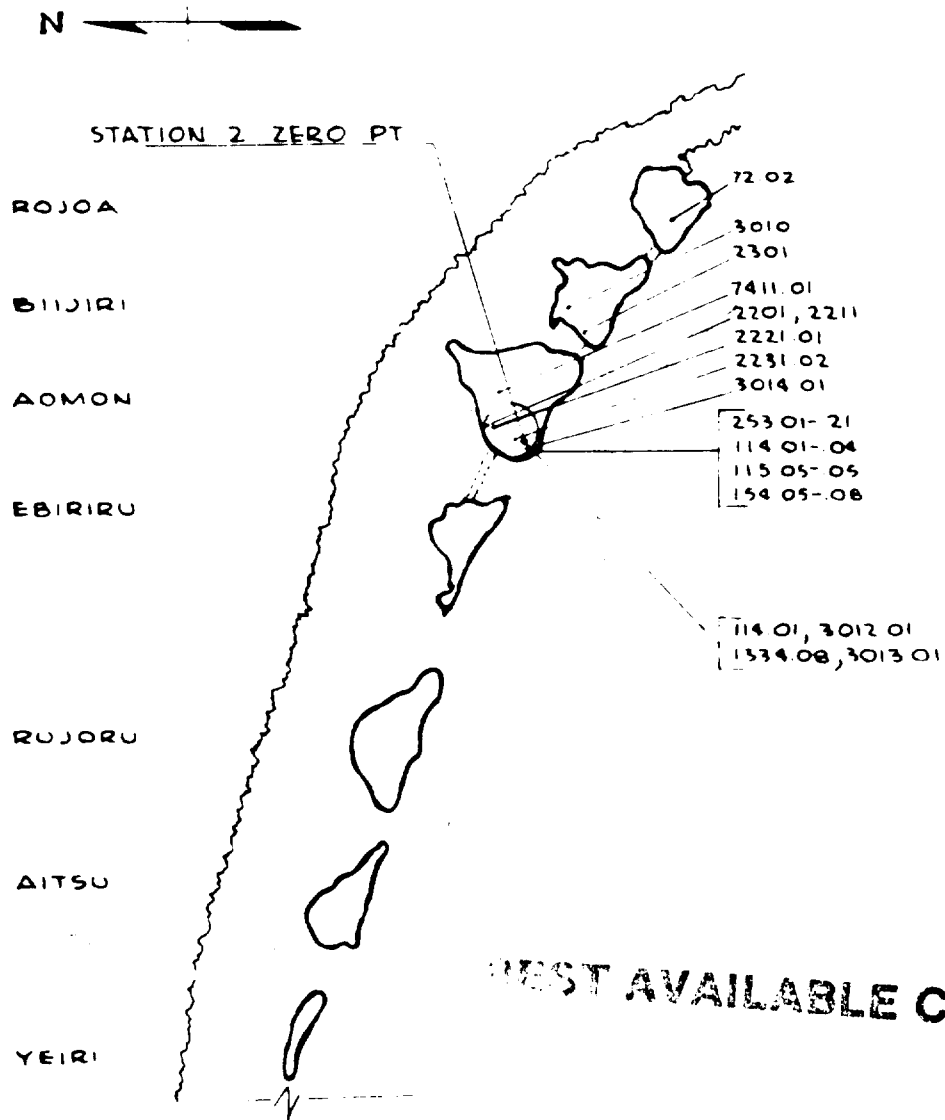 N
STATION 2 ZERO PT
ROJOA
BIIJIRI
AOMON
EBIRIRU
RUJORU
AITSU
YEIRI
72.02
3010
2301
7411.01
2201, 2211
2221.01
2231.02
3014.01
253 01-21
114 01-.04
115 05-.05
154 05-.08
114.01, 3012 01
1334.08, 3013 01
BEST AVAILABLE C